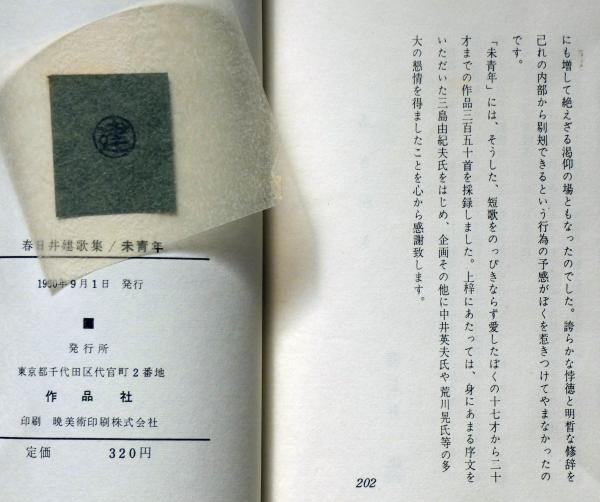 にも増して絶えざる渇仰の場ともなったのでした。誇らかな悖徳と明晳な修辞を
己れの内部から剔刔できるという行為の予感がぼくを惹きつけてやまなかったの
です。
「未青年」には、そうした、短歌をのっぴきならず愛したぼくの十七才から二十
才までの作品三百五十首を採録しました。上梓にあたっては、身にあまる序文を
いただいた三島由紀夫氏をはじめ、企画その他に中井英夫氏や荒川晃氏等の多
大の懇情を得ましたことを心から感謝致します。
202
建
春日井建歌集／未青年
1960年9月1日 発行
発行所
東京都千代田区代官町2番地
作品社
印刷 晩美術印刷株式会社
定価 320円